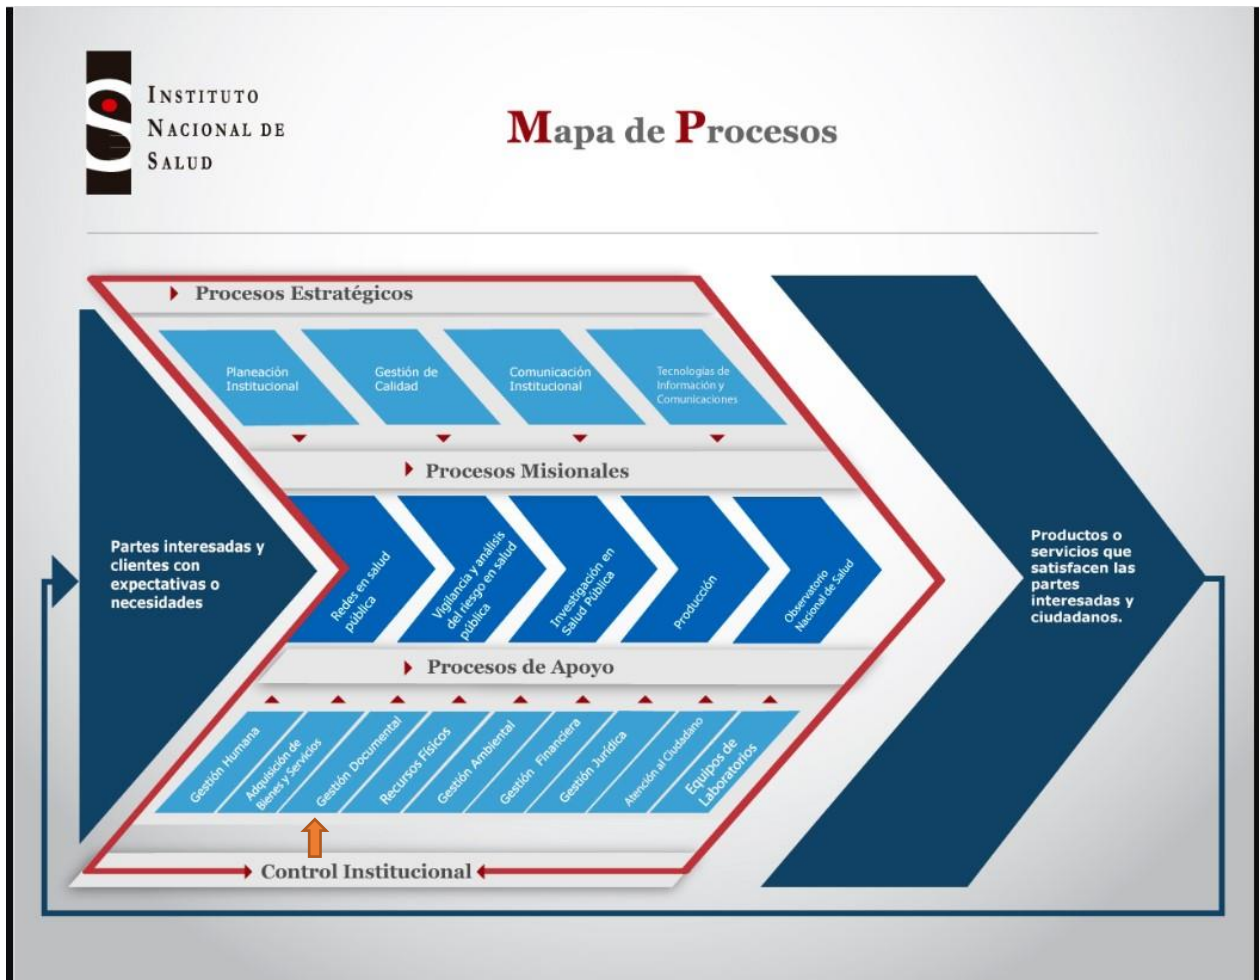 INSTITUTO
NACIONAL DE
SALUD
Mapa de Procesos
Procesos Estratégicos
Planeación
Institucional
Gestión de
Calidad
Comunicación
Institucional
Tecnologías de
Información y
Comunicaciones
Procesos Misionales
Partes interesadas y
clientes con
expectativas o
necesidades
Redes en salud
pública
Vigilancia y análisis
del riesgo en salud
pública
Investigación en
Salud Pública
Producción
Observatorio
Nacional de Salud
Productos o
servicios que
satisfacen las
partes
interesadas y
ciudadanos.
Procesos de Apoyo
Gestión Humana
Adquisición de
Bienes y Servicios
Gestión Documental
Recursos Físicos
Gestión Ambiental
Gestión Financiera
Gestión Jurídica
Atención al Ciudadano
Equipos de
Laboratorios
Control Institucional